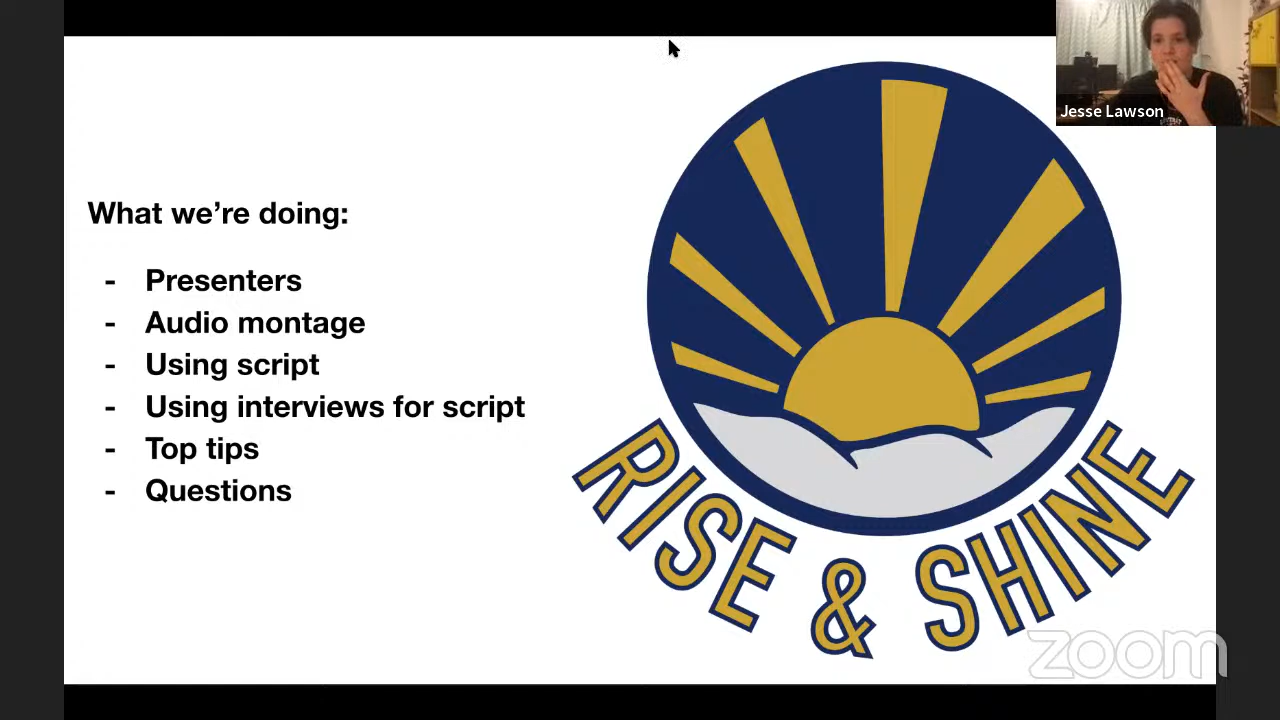 Jesse Lawson
What we're doing:
- Presenters
- Audio montage
- Using script
- Using interviews for script
- Top tips
- Questions
RISE & SHINE
zoom